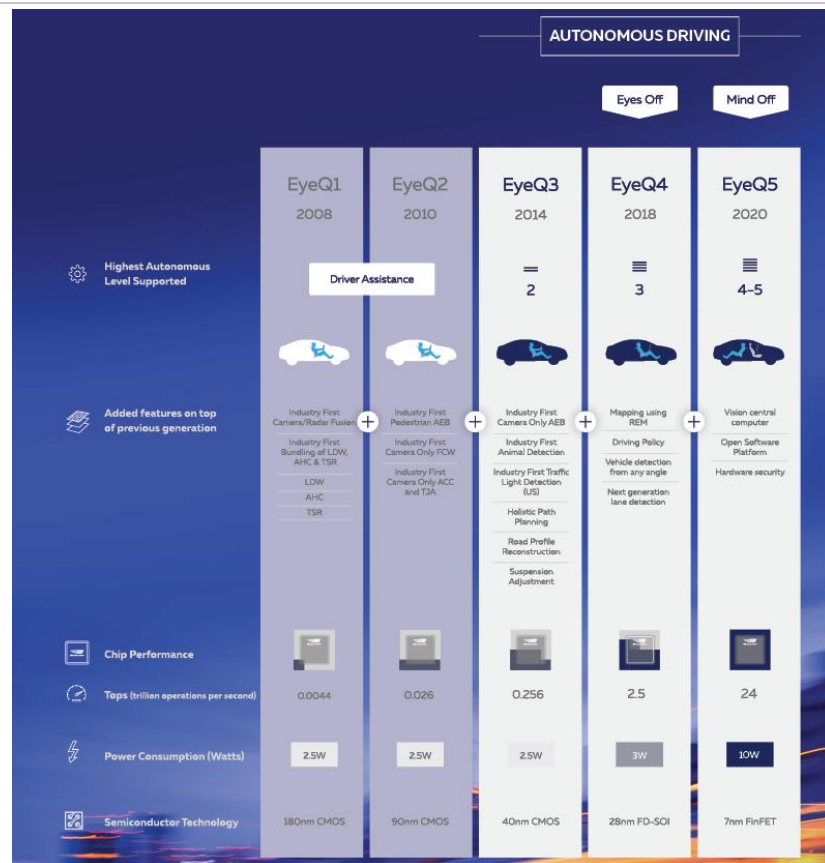 AUTONOMOUS DRIVING
Eyes Off
Mind Off
EyeQ1
2008
EyeQ2
2010
EyeQ3
2014
EyeQ4
2018
EyeQ5
2020
Highest Autonomous
Level Supported
Driver Assistance
2
3
4-5
Added features on top
of previous generation
Industry First
Camera/Radar Fusion
Industry First
Bundling of LDW,
AHC & TSR
LDW
AHC
TSR
+
Industry First
Pedestrian AEB
Industry First
Camera Only FCW
Industry First
Camera Only ACC
and TJA
+
Industry First
Camera Only AEB
Industry First
Animal Detection
Industry First Traffic
Light Detection
(US)
Holistic Path
Planning
Road Profile
Reconstruction
Suspension
Adjustment
+
Mapping using
REM
Driving Policy
Vehicle detection
from any angle
Next generation
lane detection
+
Vision central
computer
Open Software
Platform
Hardware security
Chip Performance
Tops (trillion operations per second)
0.0044
0.026
0.256
2.5
24
Power Consumption (Watts)
2.5W
2.5W
2.5W
3W
10W
Semiconductor Technology
180nm CMOS
90nm CMOS
40nm CMOS
28nm FD-SOI
7nm FinFET